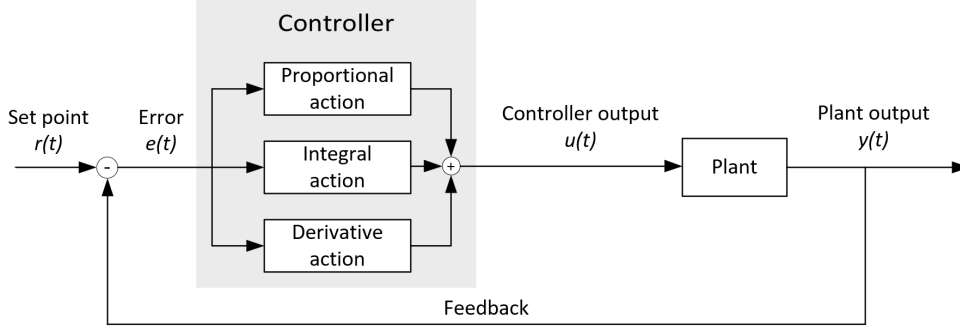 Controller
Proportional
action
Set point
r(t)
Error
e(t)
Controller output
u(t)
Plant output
y(t)
-
Integral
action
+
Plant
Derivative
action
Feedback